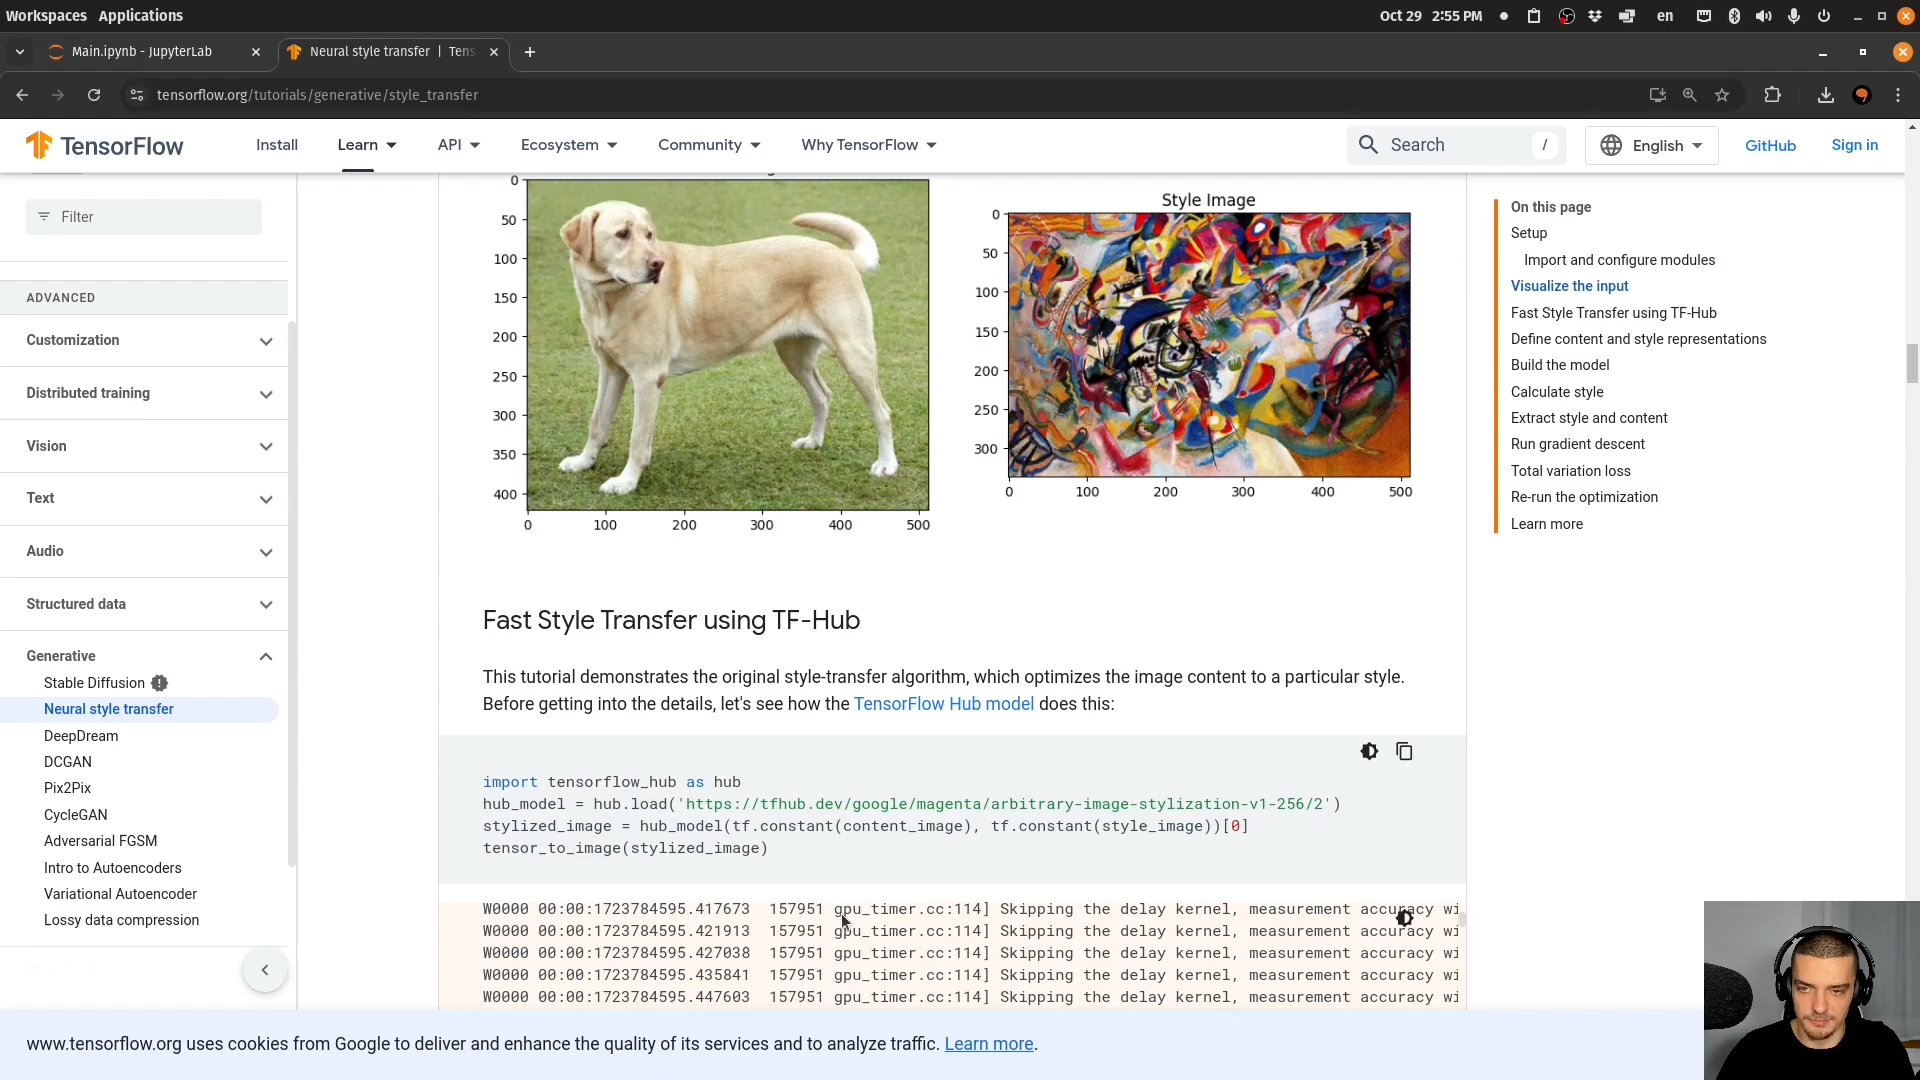 Workspaces Applications
Oct 29 2:55 PM
en
Main.ipynb - JupyterLab
Neural style transfer | Tens
tensorflow.org/tutorials/generative/style_transfer
TensorFlow
Install
Learn
API
Ecosystem
Community
Why TensorFlow
Search
/
English
GitHub
Sign in
Filter
ADVANCED
Customization
Distributed training
Vision
Text
Audio
Structured data
Generative
Stable Diffusion
Neural style transfer
DeepDream
DCGAN
Pix2Pix
CycleGAN
Adversarial FGSM
Intro to Autoencoders
Variational Autoencoder
Lossy data compression
0
50
100
150
200
250
300
350
400
0 100 200 300 400 500
Style Image
0
50
100
150
200
250
300
0 100 200 300 400 500
Fast Style Transfer using TF-Hub
This tutorial demonstrates the original style-transfer algorithm, which optimizes the image content to a particular style.
Before getting into the details, let's see how the TensorFlow Hub model does this:
import tensorflow_hub as hub
hub_model = hub.load('https://tfhub.dev/google/magenta/arbitrary-image-stylization-v1-256/2')
stylized_image = hub_model(tf.constant(content_image), tf.constant(style_image))[0]
tensor_to_image(stylized_image)
W0000 00:00:1723784595.417673 157951 gpu_timer.cc:114] Skipping the delay kernel, measurement accuracy wi
W0000 00:00:1723784595.421913 157951 gpu_timer.cc:114] Skipping the delay kernel, measurement accuracy wi
W0000 00:00:1723784595.427038 157951 gpu_timer.cc:114] Skipping the delay kernel, measurement accuracy wi
W0000 00:00:1723784595.435841 157951 gpu_timer.cc:114] Skipping the delay kernel, measurement accuracy wi
W0000 00:00:1723784595.447603 157951 gpu_timer.cc:114] Skipping the delay kernel, measurement accuracy wi
On this page
Setup
Import and configure modules
Visualize the input
Fast Style Transfer using TF-Hub
Define content and style representations
Build the model
Calculate style
Extract style and content
Run gradient descent
Total variation loss
Re-run the optimization
Learn more
www.tensorflow.org uses cookies from Google to deliver and enhance the quality of its services and to analyze traffic. Learn more.